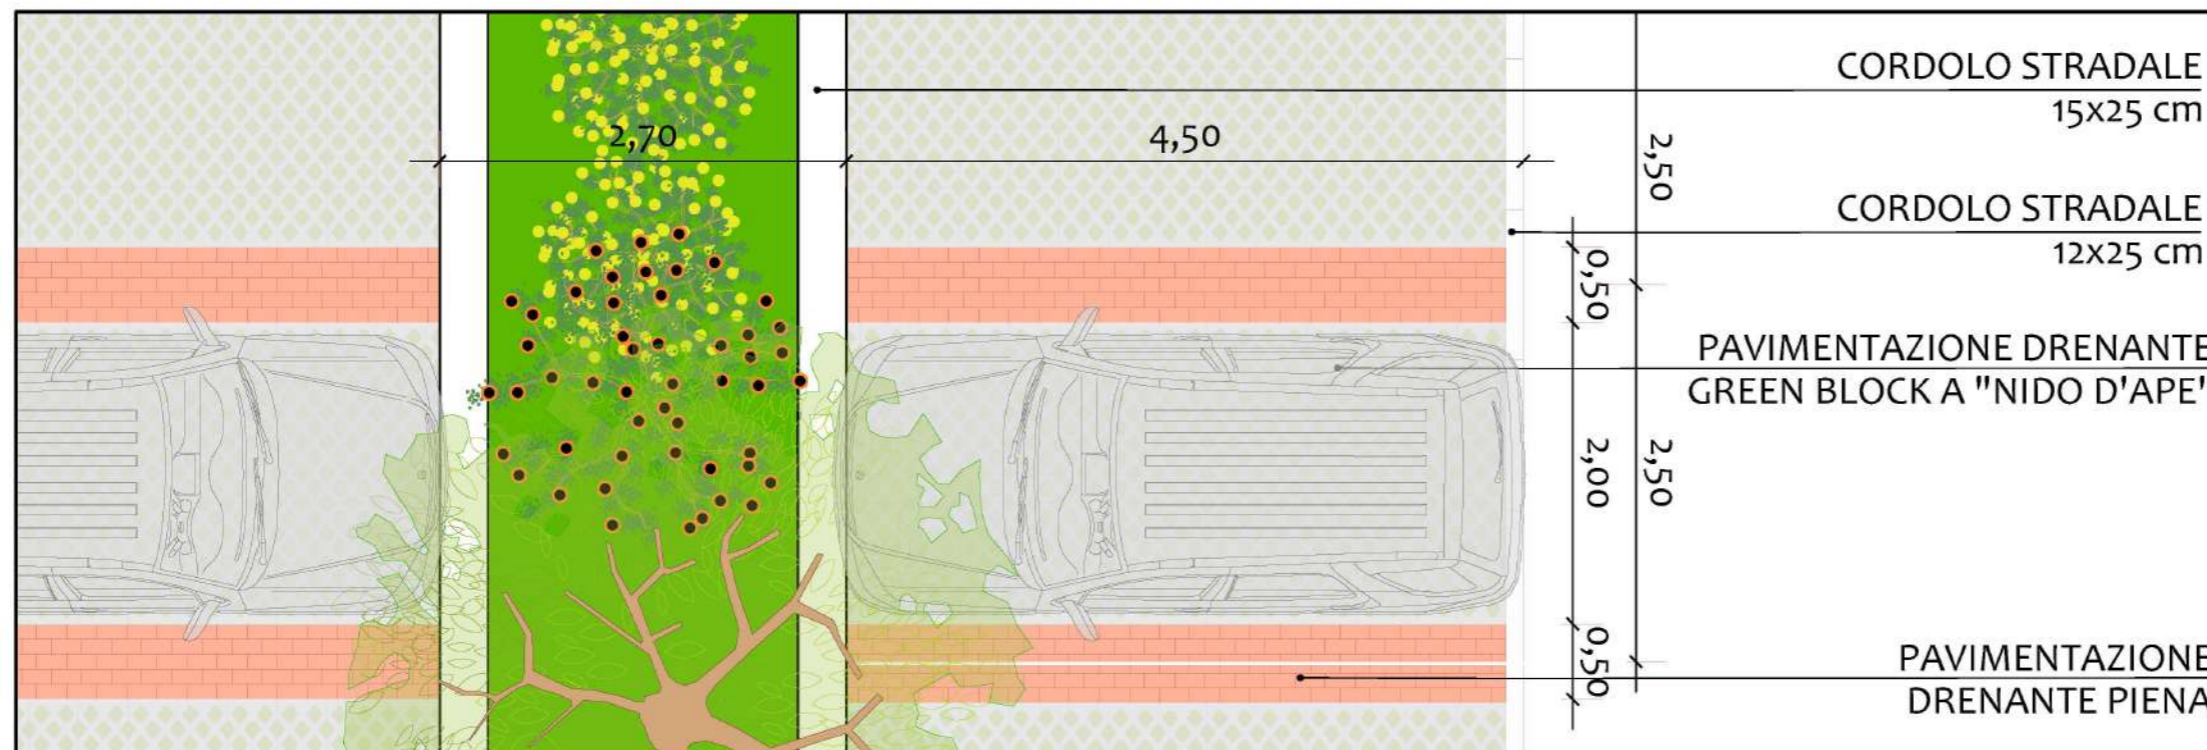 CORDOLO STRADALE
15x25 cm
2,70
4,50
2,50
CORDOLO STRADALE
12x25 cm
0,50
PAVIMENTAZIONE DRENANTE
GREEN BLOCK A "NIDO D'APE"
2,00
2,50
0,50
PAVIMENTAZIONE
DRENANTE PIENA